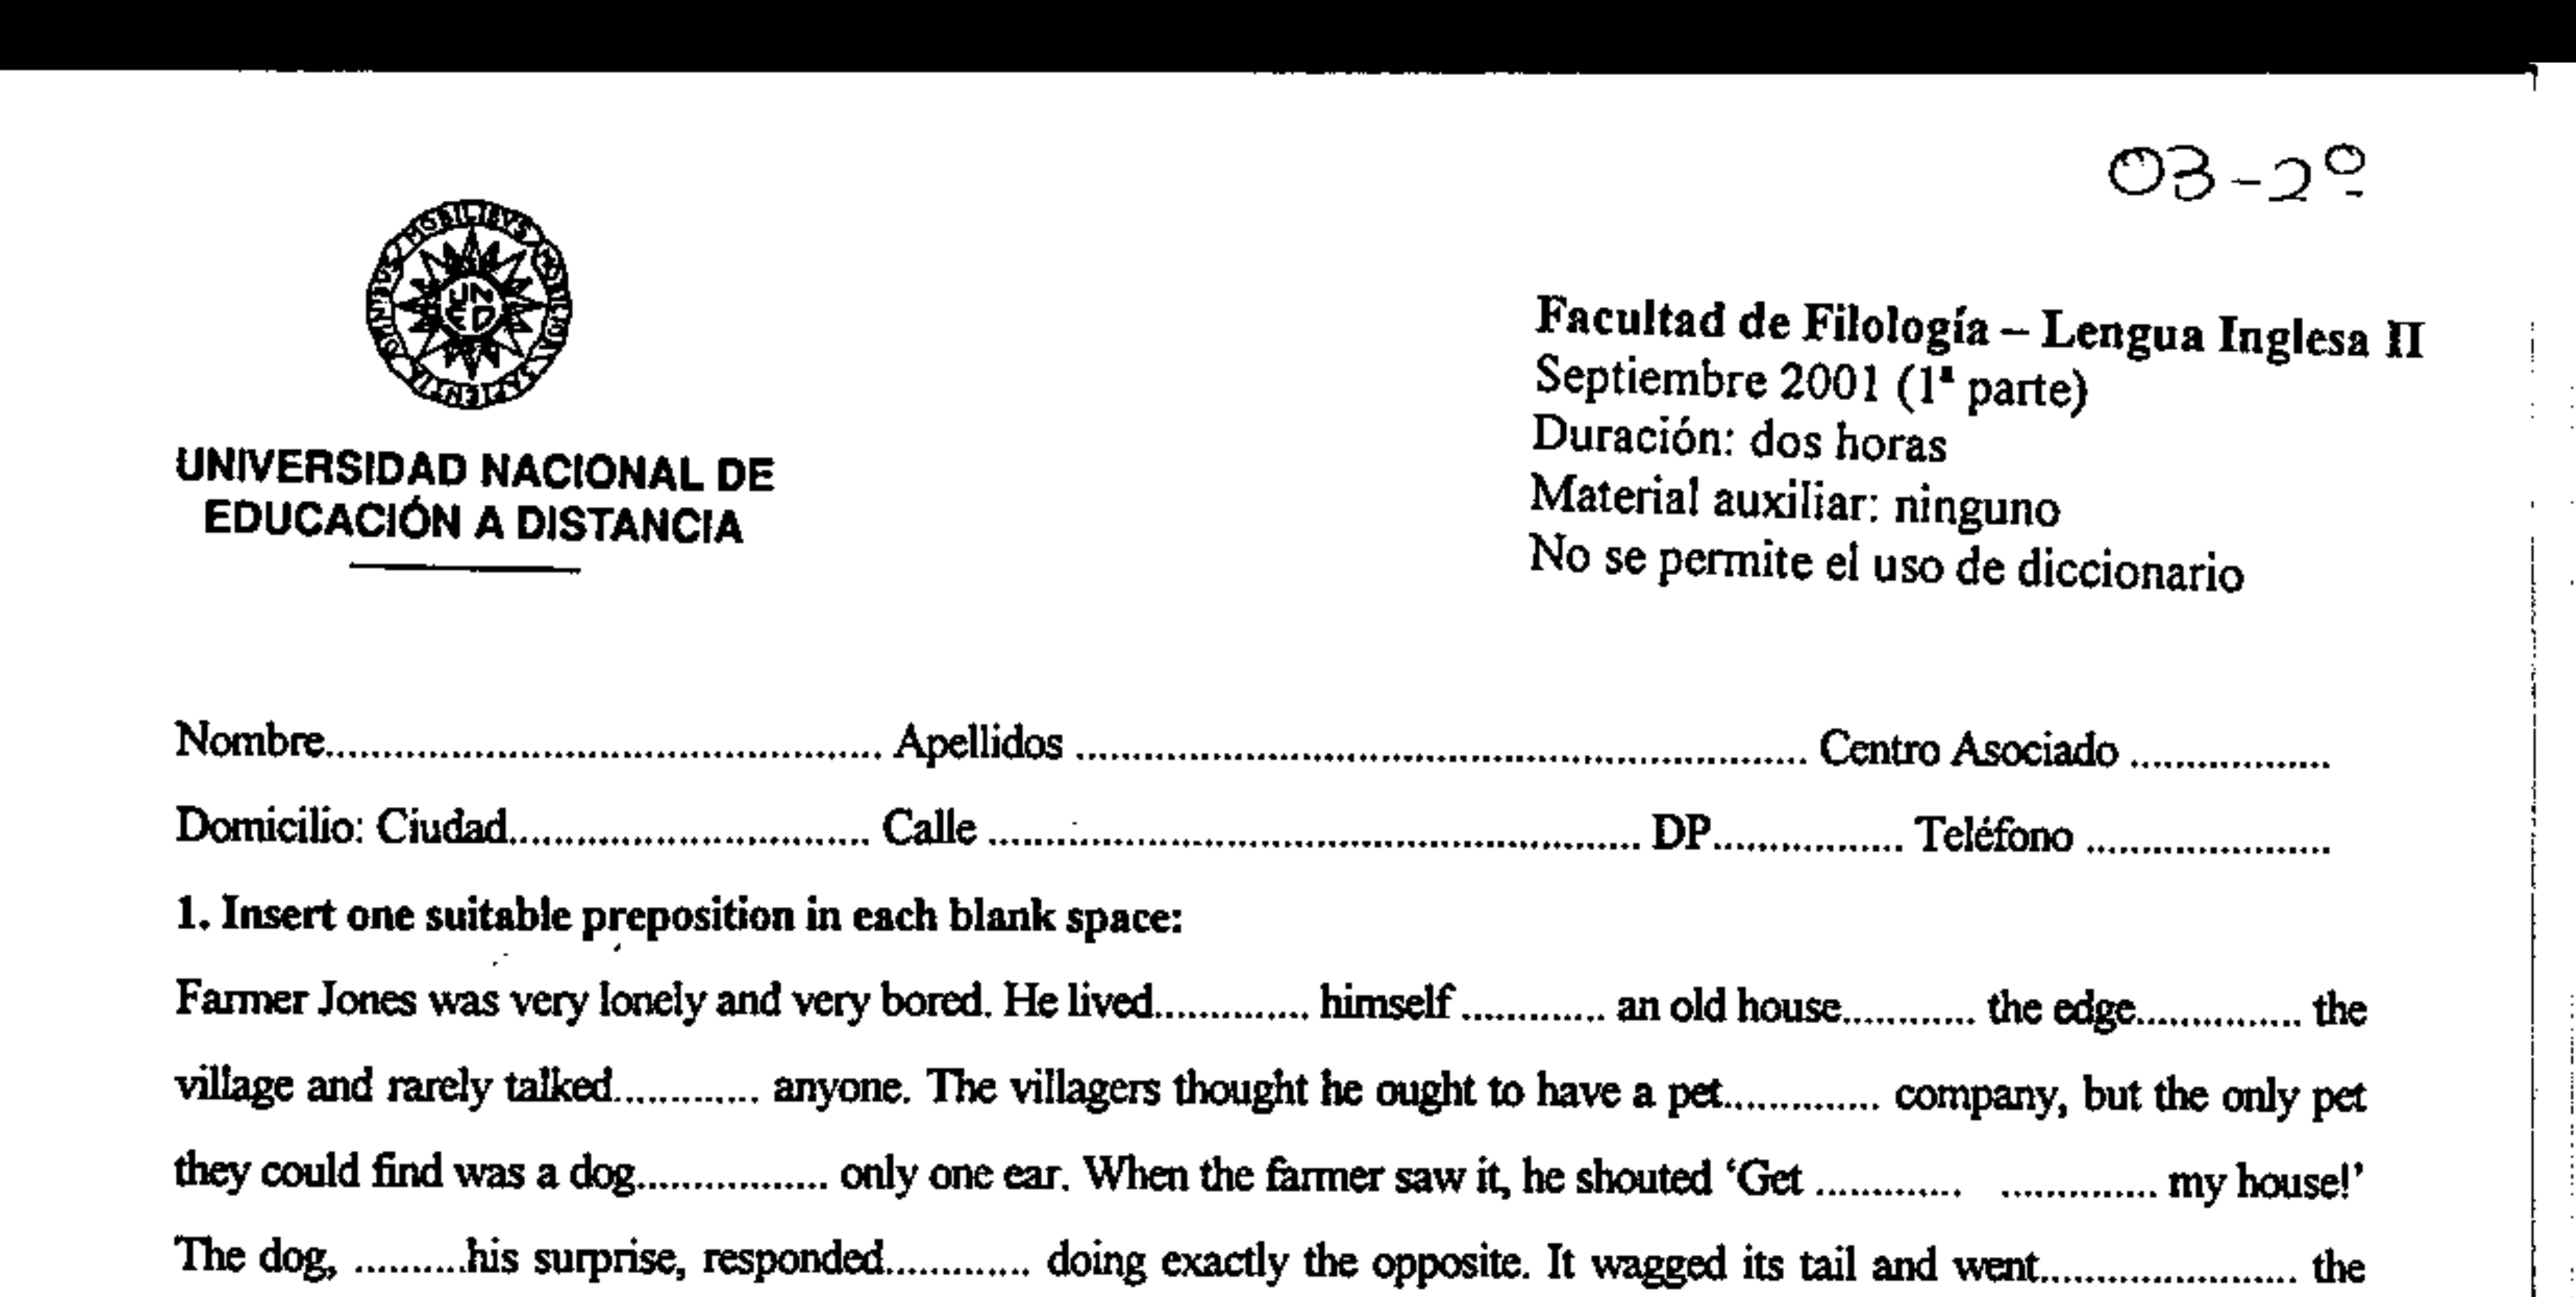 03-2º
UNED
UNIVERSIDAD NACIONAL DE
EDUCACIÓN A DISTANCIA
Facultad de Filología – Lengua Inglesa II
Septiembre 2001 (1ª parte)
Duración: dos horas
Material auxiliar: ninguno
No se permite el uso de diccionario
Nombre................................................ Apellidos ............................................................... Centro Asociado ..................
Domicilio: Ciudad................................ Calle ......................................................... DP................. Teléfono ......................
1. Insert one suitable preposition in each blank space:
Farmer Jones was very lonely and very bored. He lived.............. himself ............. an old house............ the edge............... the
village and rarely talked............. anyone. The villagers thought he ought to have a pet.............. company, but the only pet
they could find was a dog................. only one ear. When the farmer saw it, he shouted ‘Get ............. .............. my house!’
The dog, ..........his surprise, responded............. doing exactly the opposite. It wagged its tail and went....................... the